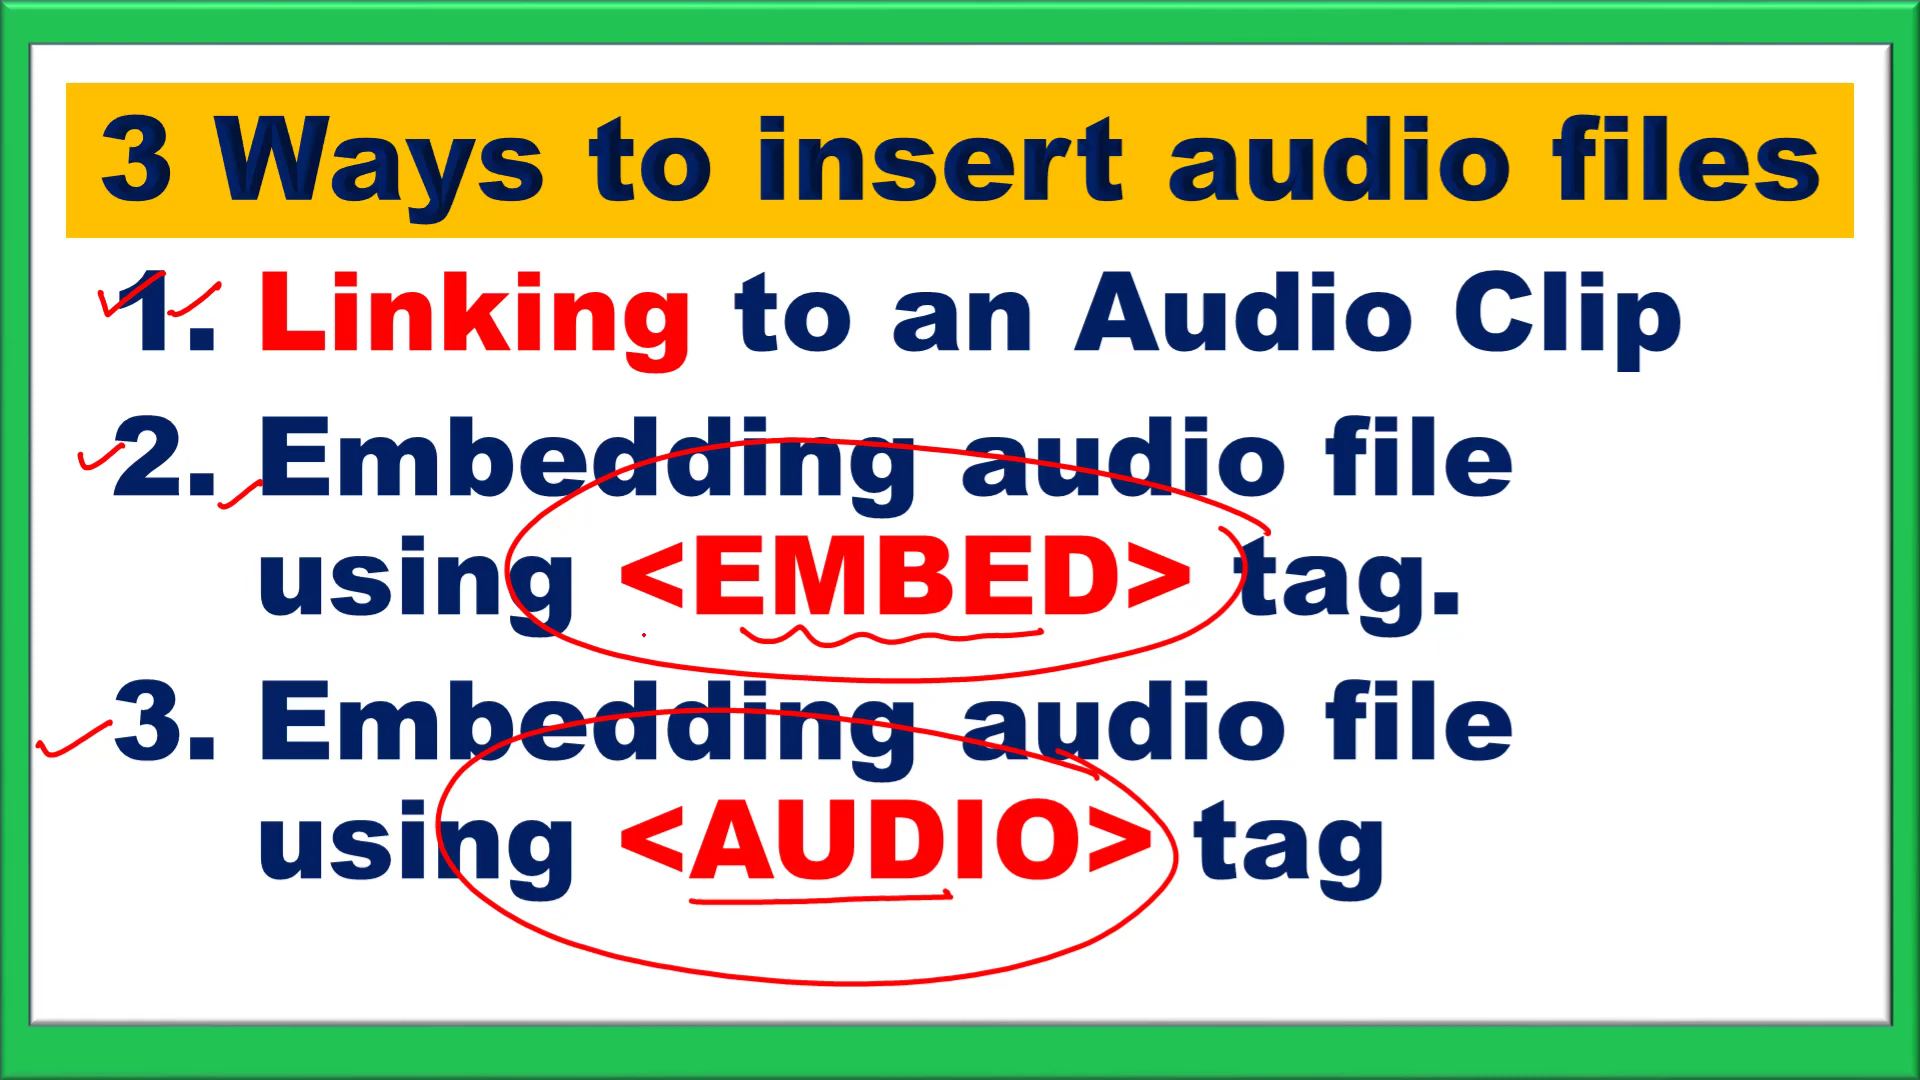 3 Ways to insert audio files
1. Linking to an Audio Clip
2. Embedding audio file
using <EMBED> tag.
3. Embedding audio file
using <AUDIO> tag